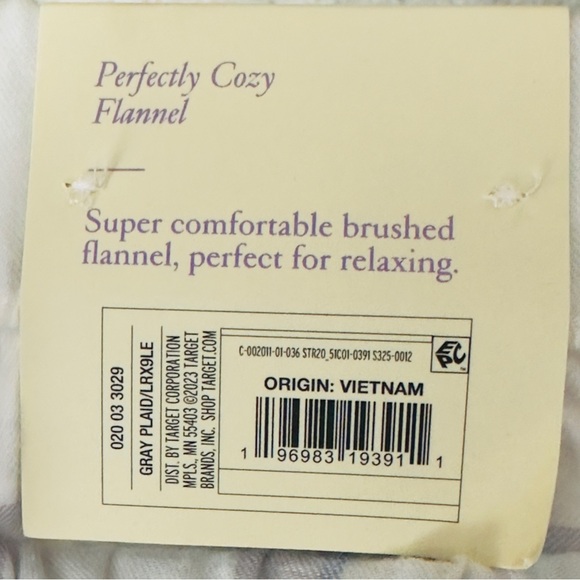 Perfectly Cozy
Flannel
Super comfortable brushed
flannel, perfect for relaxing.
020 03 3029
GRAY PLAID/LRX9LE
DIST. BY TARGET CORPORATION
MPLS., MN 55403 ©2023 TARGET
BRANDS, INC. SHOP TARGET.COM
C-002011-01-036 STR20_51C01-0391 S325-0012
EPC
ORIGIN: VIETNAM
1 96983 19391 1